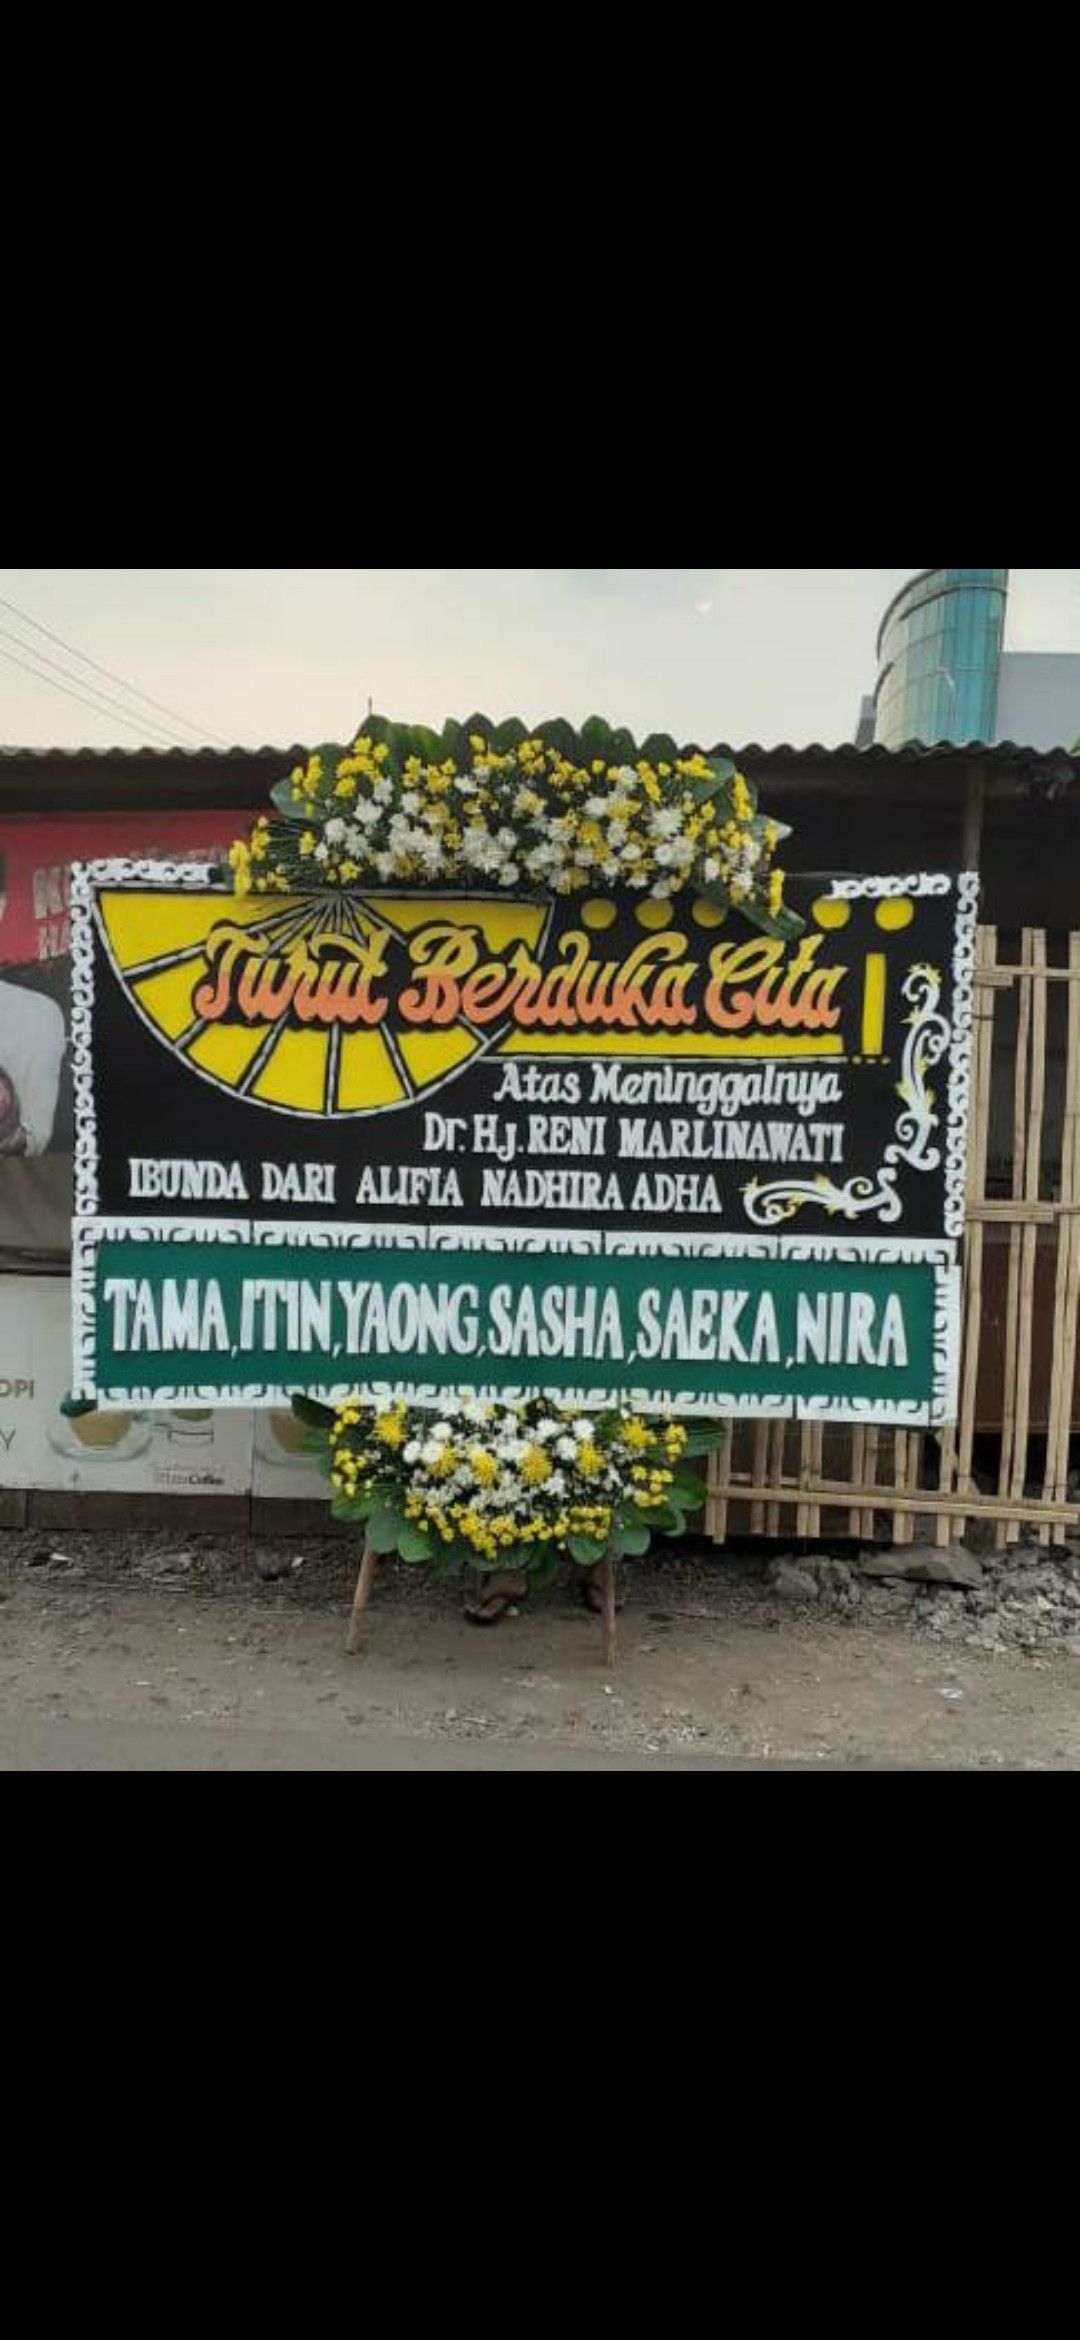 Turut Berduka Cita
Atas Meninggalnya
Dr. Hj. RENI MARLINAWATI
IBUNDA DARI ALIFIA NADHIRA ADHA
TAMA, ITIN, YAONG, SASHA, SAEKA, NIRA
OPI
Y